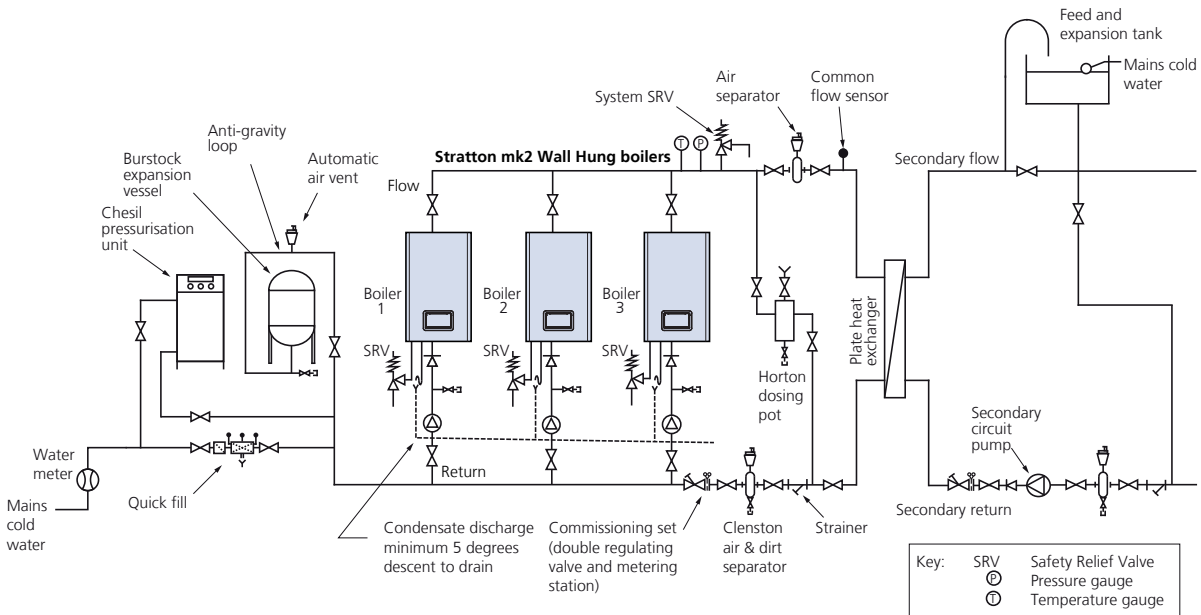 Feed and
expansion tank
Mains cold
water
Air
separator
Common
flow sensor
System SRV
Anti-gravity
loop
Automatic
air vent
Burstock
expansion
vessel
Chesil
pressurisation
unit
Stratton mk2 Wall Hung boilers
T
P
Flow
Secondary flow
Boiler
1
Boiler
2
Boiler
3
SRV
SRV
SRV
Plate heat
exchanger
Horton
dosing
pot
Secondary
circuit
pump
Water
meter
Mains
cold
water
Quick fill
Return
Condensate discharge
minimum 5 degrees
descent to drain
Commissioning set
(double regulating
valve and metering
station)
Clenston
air & dirt
separator
Strainer
Secondary return
Key: SRV Safety Relief Valve
P Pressure gauge
T Temperature gauge